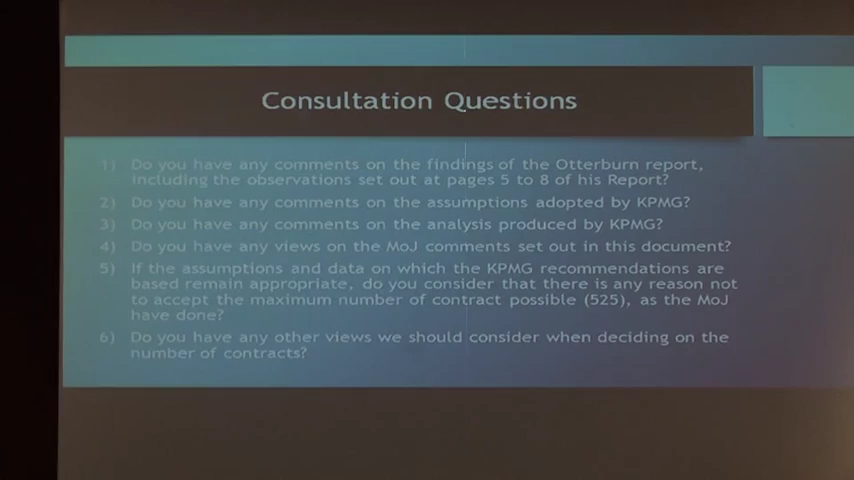 Consultation Questions
1) Do you have any comments on the findings of the Otterburn report,
including the observations set out at pages 5 to 8 of his Report?
2) Do you have any comments on the assumptions adopted by KPMG?
3) Do you have any comments on the analysis produced by KPMG?
4) Do you have any views on the MoJ comments set out in this document?
5) If the assumptions and data on which the KPMG recommendations are
based remain appropriate, do you consider that there is any reason not
to accept the maximum number of contract possible (525), as the MoJ
have done?
6) Do you have any other views we should consider when deciding on the
number of contracts?